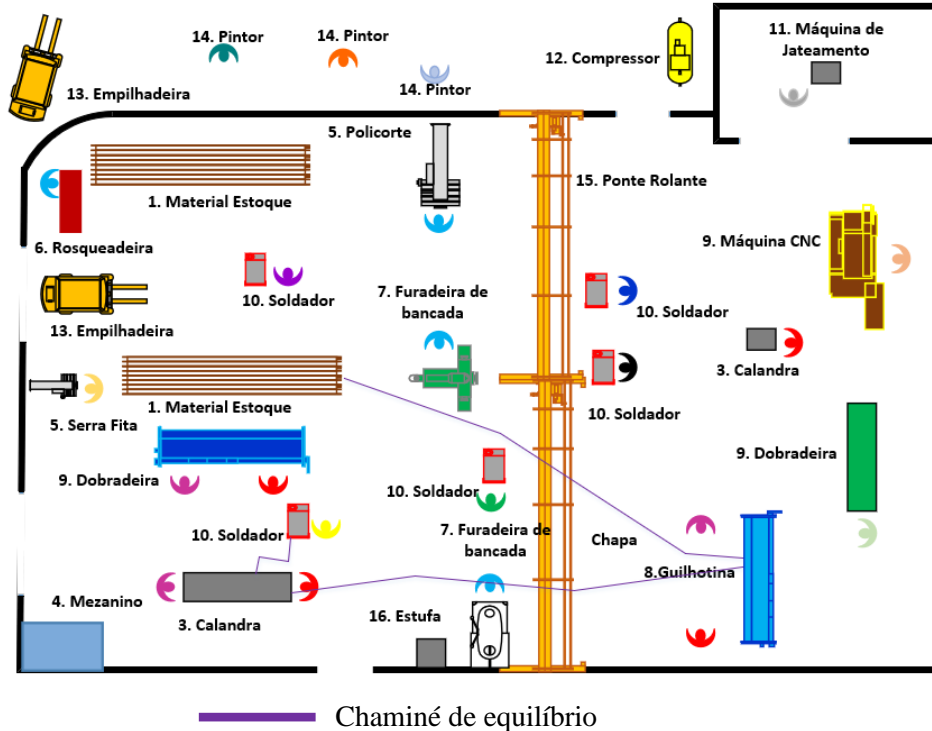 14. Pintor
14. Pintor
11. Máquina de
Jateamento
12. Compressor
13. Empilhadeira
14. Pintor
5. Policorte
15. Ponte Rolante
1. Material Estoque
6. Rosqueadeira
9. Máquina CNC
7. Furadeira de
bancada
10. Soldador
10. Soldador
13. Empilhadeira
3. Calandra
1. Material Estoque
10. Soldador
5. Serra Fita
9. Dobradeira
9. Dobradeira
10. Soldador
10. Soldador
7. Furadeira de
bancada
Chapa
8.Guilhotina
4. Mezanino
3. Calandra
16. Estufa
Chaminé de equilíbrio